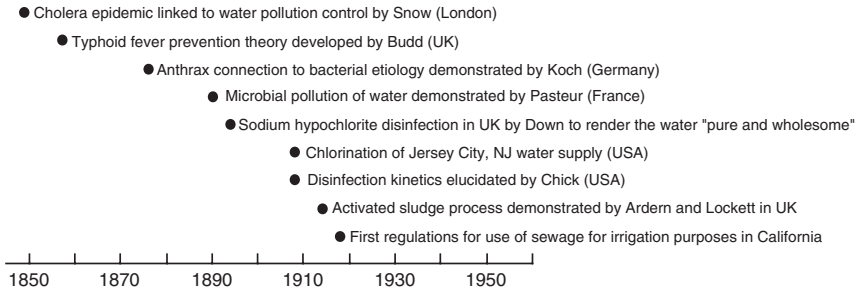 Cholera epidemic linked to water pollution control by Snow (London)
Typhoid fever prevention theory developed by Budd (UK)
Anthrax connection to bacterial etiology demonstrated by Koch (Germany)
Microbial pollution of water demonstrated by Pasteur (France)
Sodium hypochlorite disinfection in UK by Down to render the water "pure and wholesome"
Chlorination of Jersey City, NJ water supply (USA)
Disinfection kinetics elucidated by Chick (USA)
Activated sludge process demonstrated by Ardern and Lockett in UK
First regulations for use of sewage for irrigation purposes in California
1850 1870 1890 1910 1930 1950